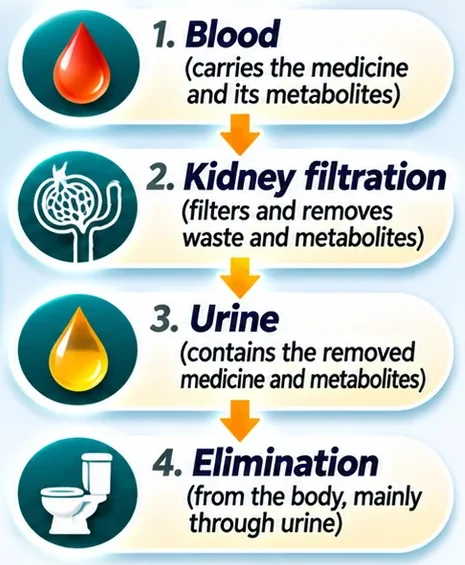 1. Blood
(carries the medicine
and its metabolites)
2. Kidney filtration
(filters and removes
waste and metabolites)
3. Urine
(contains the removed
medicine and metabolites)
4. Elimination
(from the body, mainly
through urine)